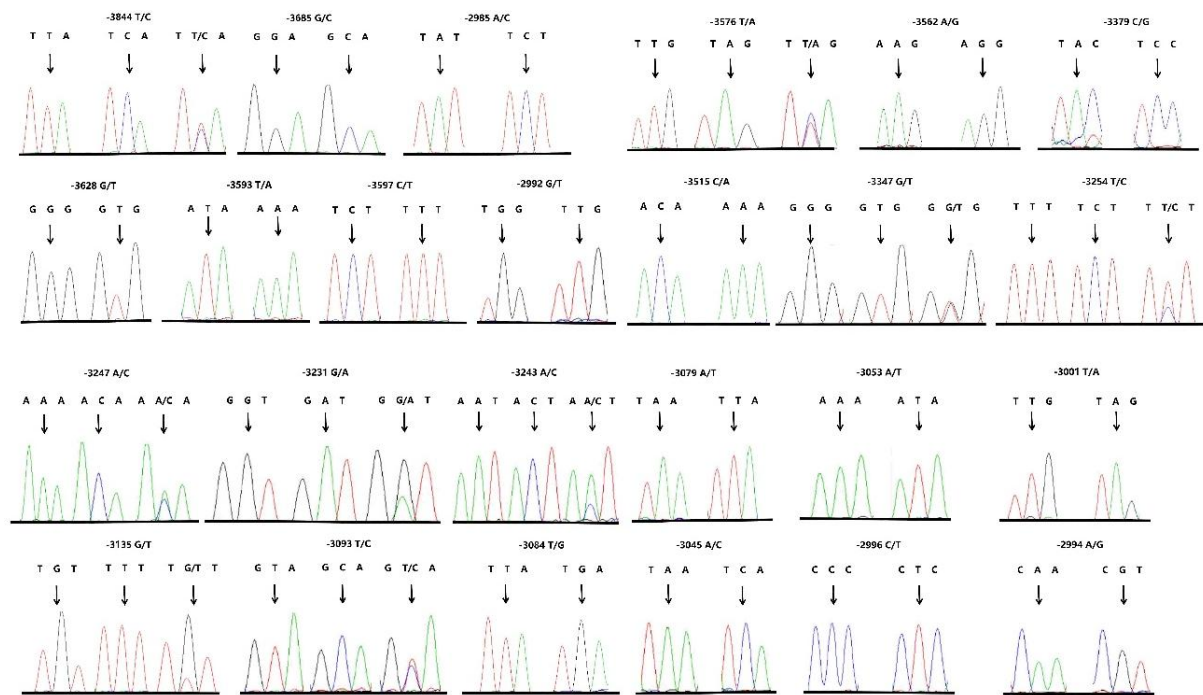 -3844 T/C -3685 G/C -2985 A/C -3576 T/A -3562 A/G -3379 C/G
T T A T C A T T/C A G G A G C A T A T T C T T T G T A G T T/A G A A G A G G T A C T C C
-3628 G/T -3593 T/A -3597 C/T -2992 G/T -3515 C/A -3347 G/T -3254 T/C
G G G G T G A T A A A A T C T T T T T G G T T G A C A A A A G G G G T G G G/T G T T T T C T T T/C T
-3247 A/C -3231 G/A -3243 A/C -3079 A/T -3053 A/T -3001 T/A
A A A A C A A A/C A G G T G A T G G/A T A A T A C T A A/C T T A A T T A A A A A T A T T G T A G
-3135 G/T -3093 T/C -3084 T/G -3045 A/C -2996 C/T -2994 A/G
T G T T T T T G/T T G T A G C A G T/C A T T A T G A T A A T C A C C C C T C C A A C G T